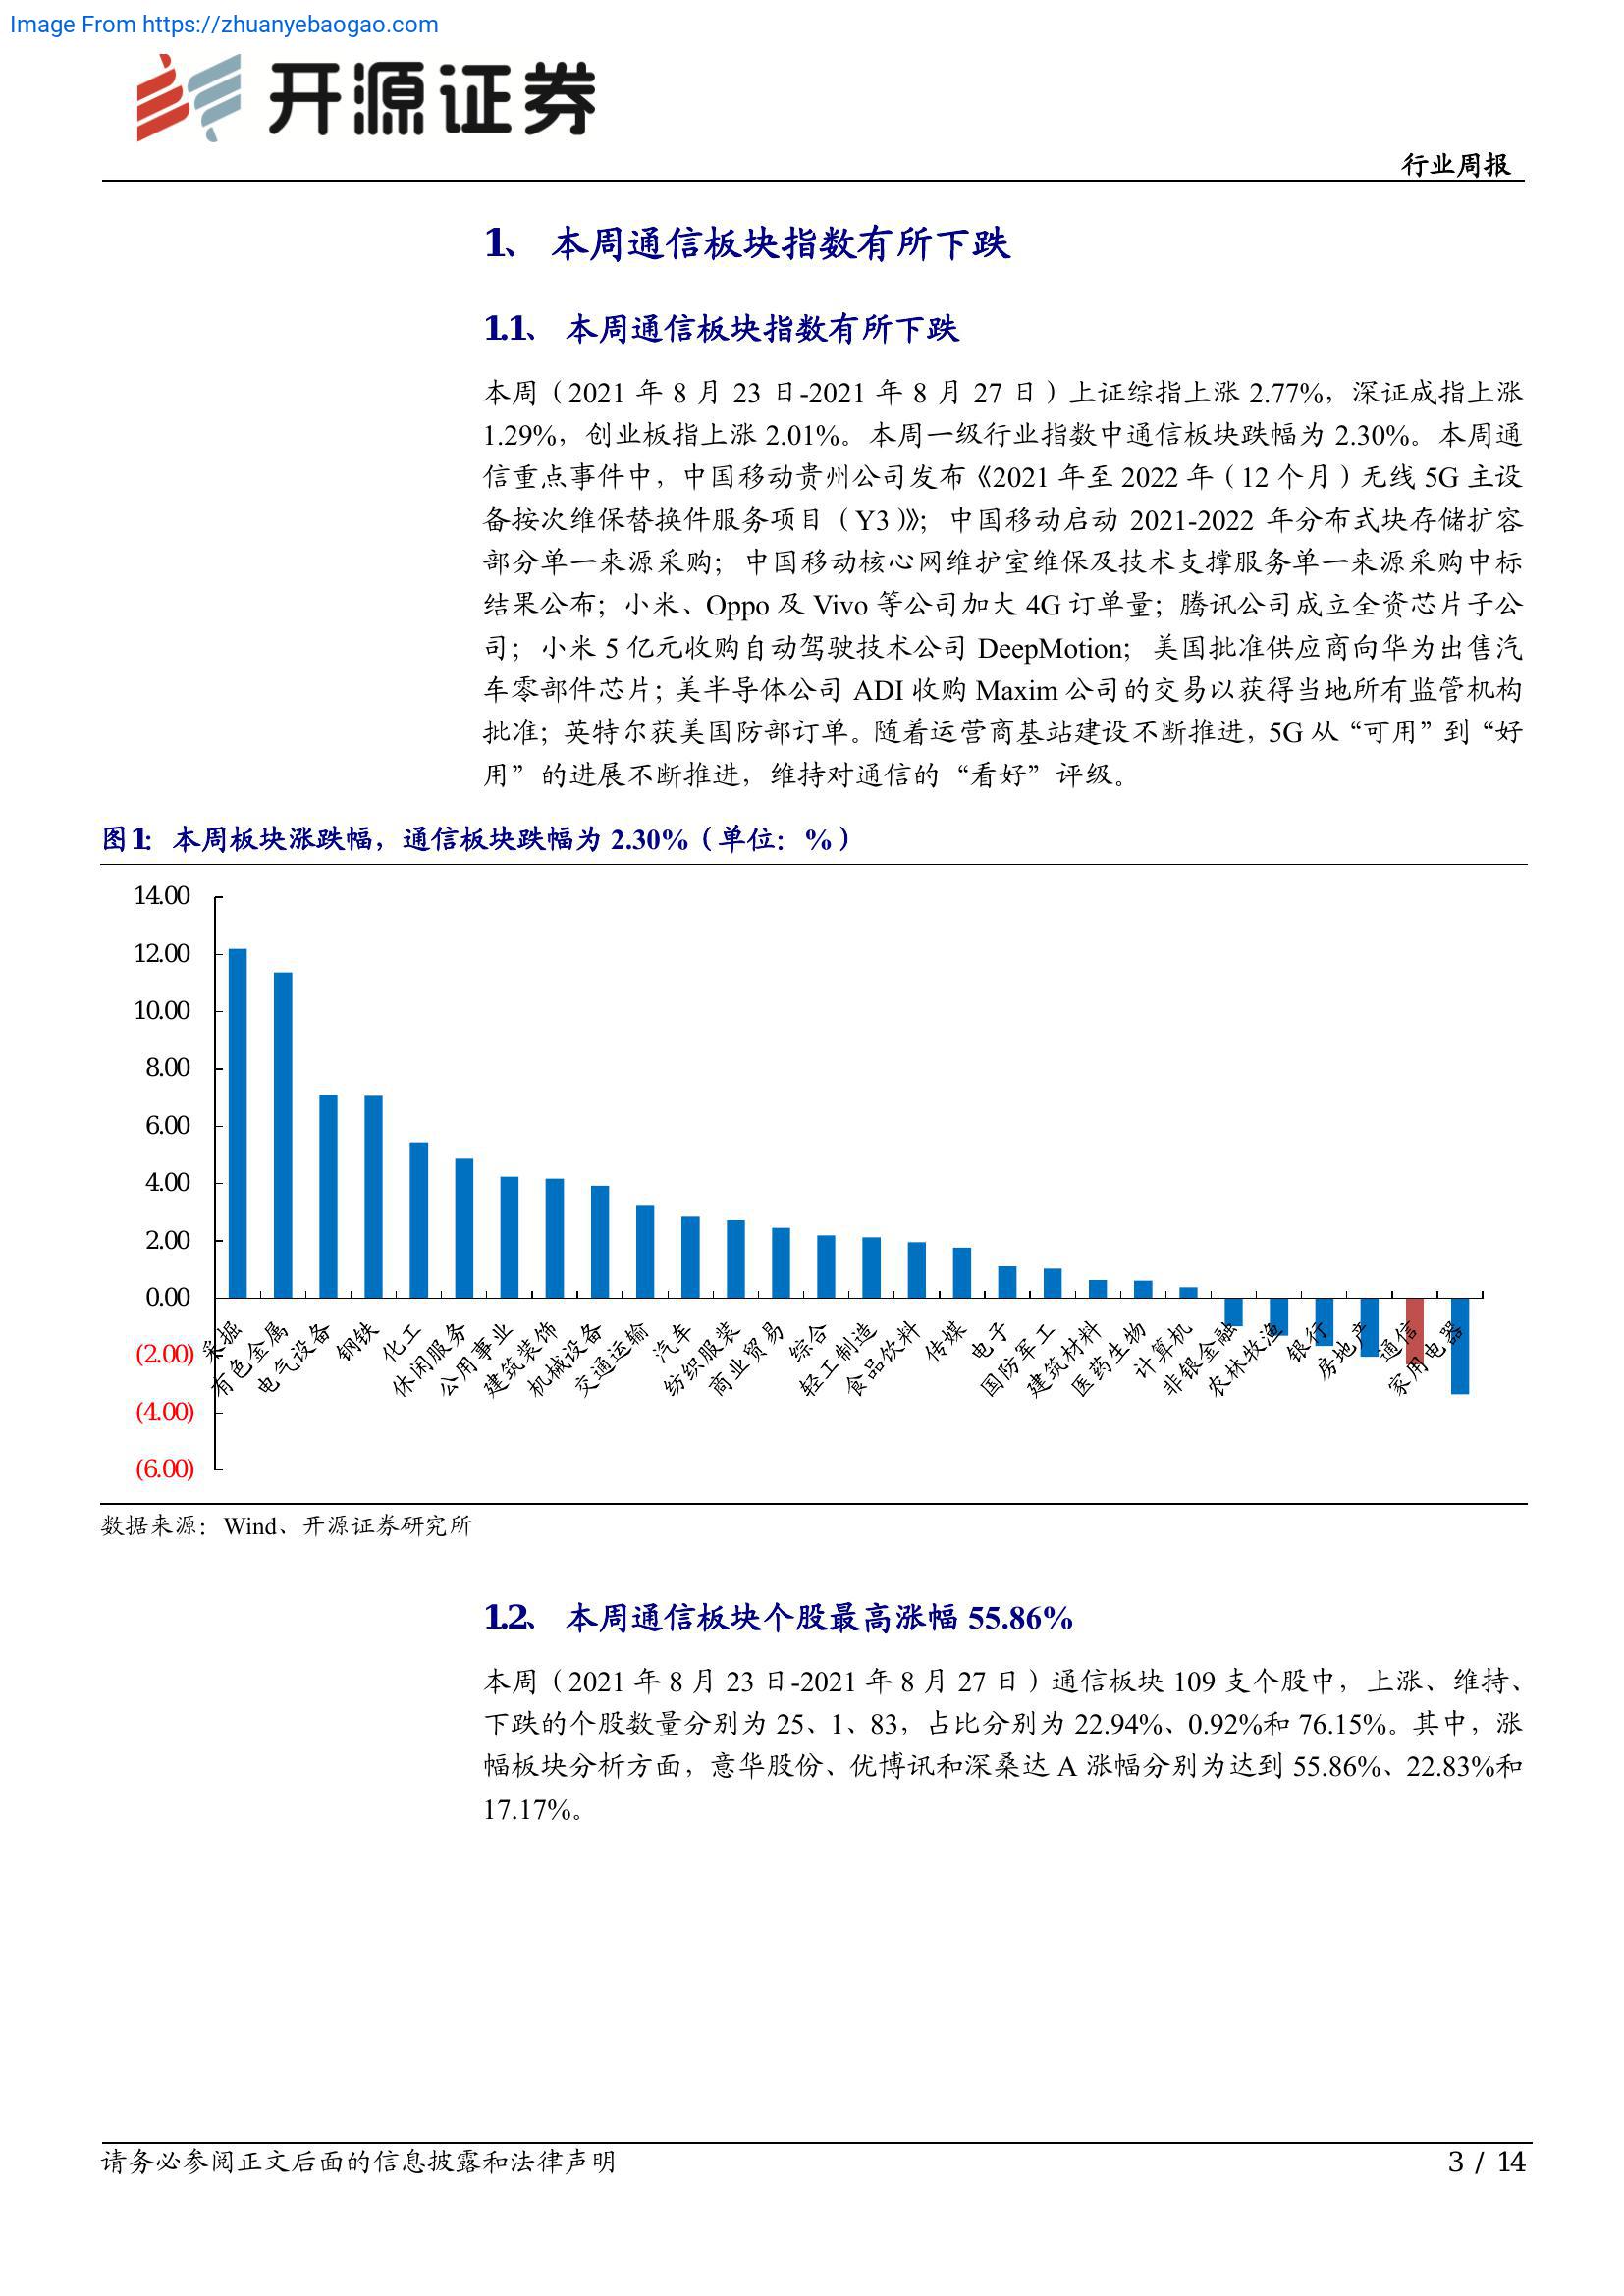 Image From https://zhuanyebaogao.com
开源证券
行业周报
1、 本周通信板块指数有所下跌
1.1、 本周通信板块指数有所下跌
本周（2021 年 8 月 23 日-2021 年 8 月 27 日）上证综指上涨 2.77%，深证成指上涨
1.29%，创业板指上涨 2.01%。本周一级行业指数中通信板块跌幅为 2.30%。本周通
信重点事件中，中国移动贵州公司发布《2021 年至 2022 年（12 个月）无线 5G 主设
备按次维保替换件服务项目（Y3）》；中国移动启动 2021-2022 年分布式块存储扩容
部分单一来源采购；中国移动核心网维护室维保及技术支撑服务单一来源采购中标
结果公布；小米、Oppo 及 Vivo 等公司加大 4G 订单量；腾讯公司成立全资芯片子公
司；小米 5 亿元收购自动驾驶技术公司 DeepMotion；美国批准供应商向华为出售汽
车零部件芯片；美半导体公司 ADI 收购 Maxim 公司的交易以获得当地所有监管机构
批准；英特尔获美国防部订单。随着运营商基站建设不断推进，5G 从“可用”到“好
用”的进展不断推进，维持对通信的“看好”评级。
图1： 本周板块涨跌幅，通信板块跌幅为 2.30%（单位：%）
14.00
12.00
10.00
8.00
6.00
4.00
2.00
0.00
(2.00)
(4.00)
(6.00)
采掘
有色金属
电气设备
钢铁
化工
休闲服务
公用事业
建筑装饰
机械设备
交通运输
汽车
纺织服装
商业贸易
综合
轻工制造
食品饮料
传媒
电子
国防军工
建筑材料
医药生物
计算机
非银金融
农林牧渔
银行
房地产
通信
家用电器
数据来源：Wind、开源证券研究所
1.2、 本周通信板块个股最高涨幅 55.86%
本周（2021 年 8 月 23 日-2021 年 8 月 27 日）通信板块 109 支个股中，上涨、维持、
下跌的个股数量分别为 25、1、83，占比分别为 22.94%、0.92%和 76.15%。其中，涨
幅板块分析方面，意华股份、优博讯和深桑达 A 涨幅分别为达到 55.86%、22.83%和
17.17%。
请务必参阅正文后面的信息披露和法律声明
3 / 14